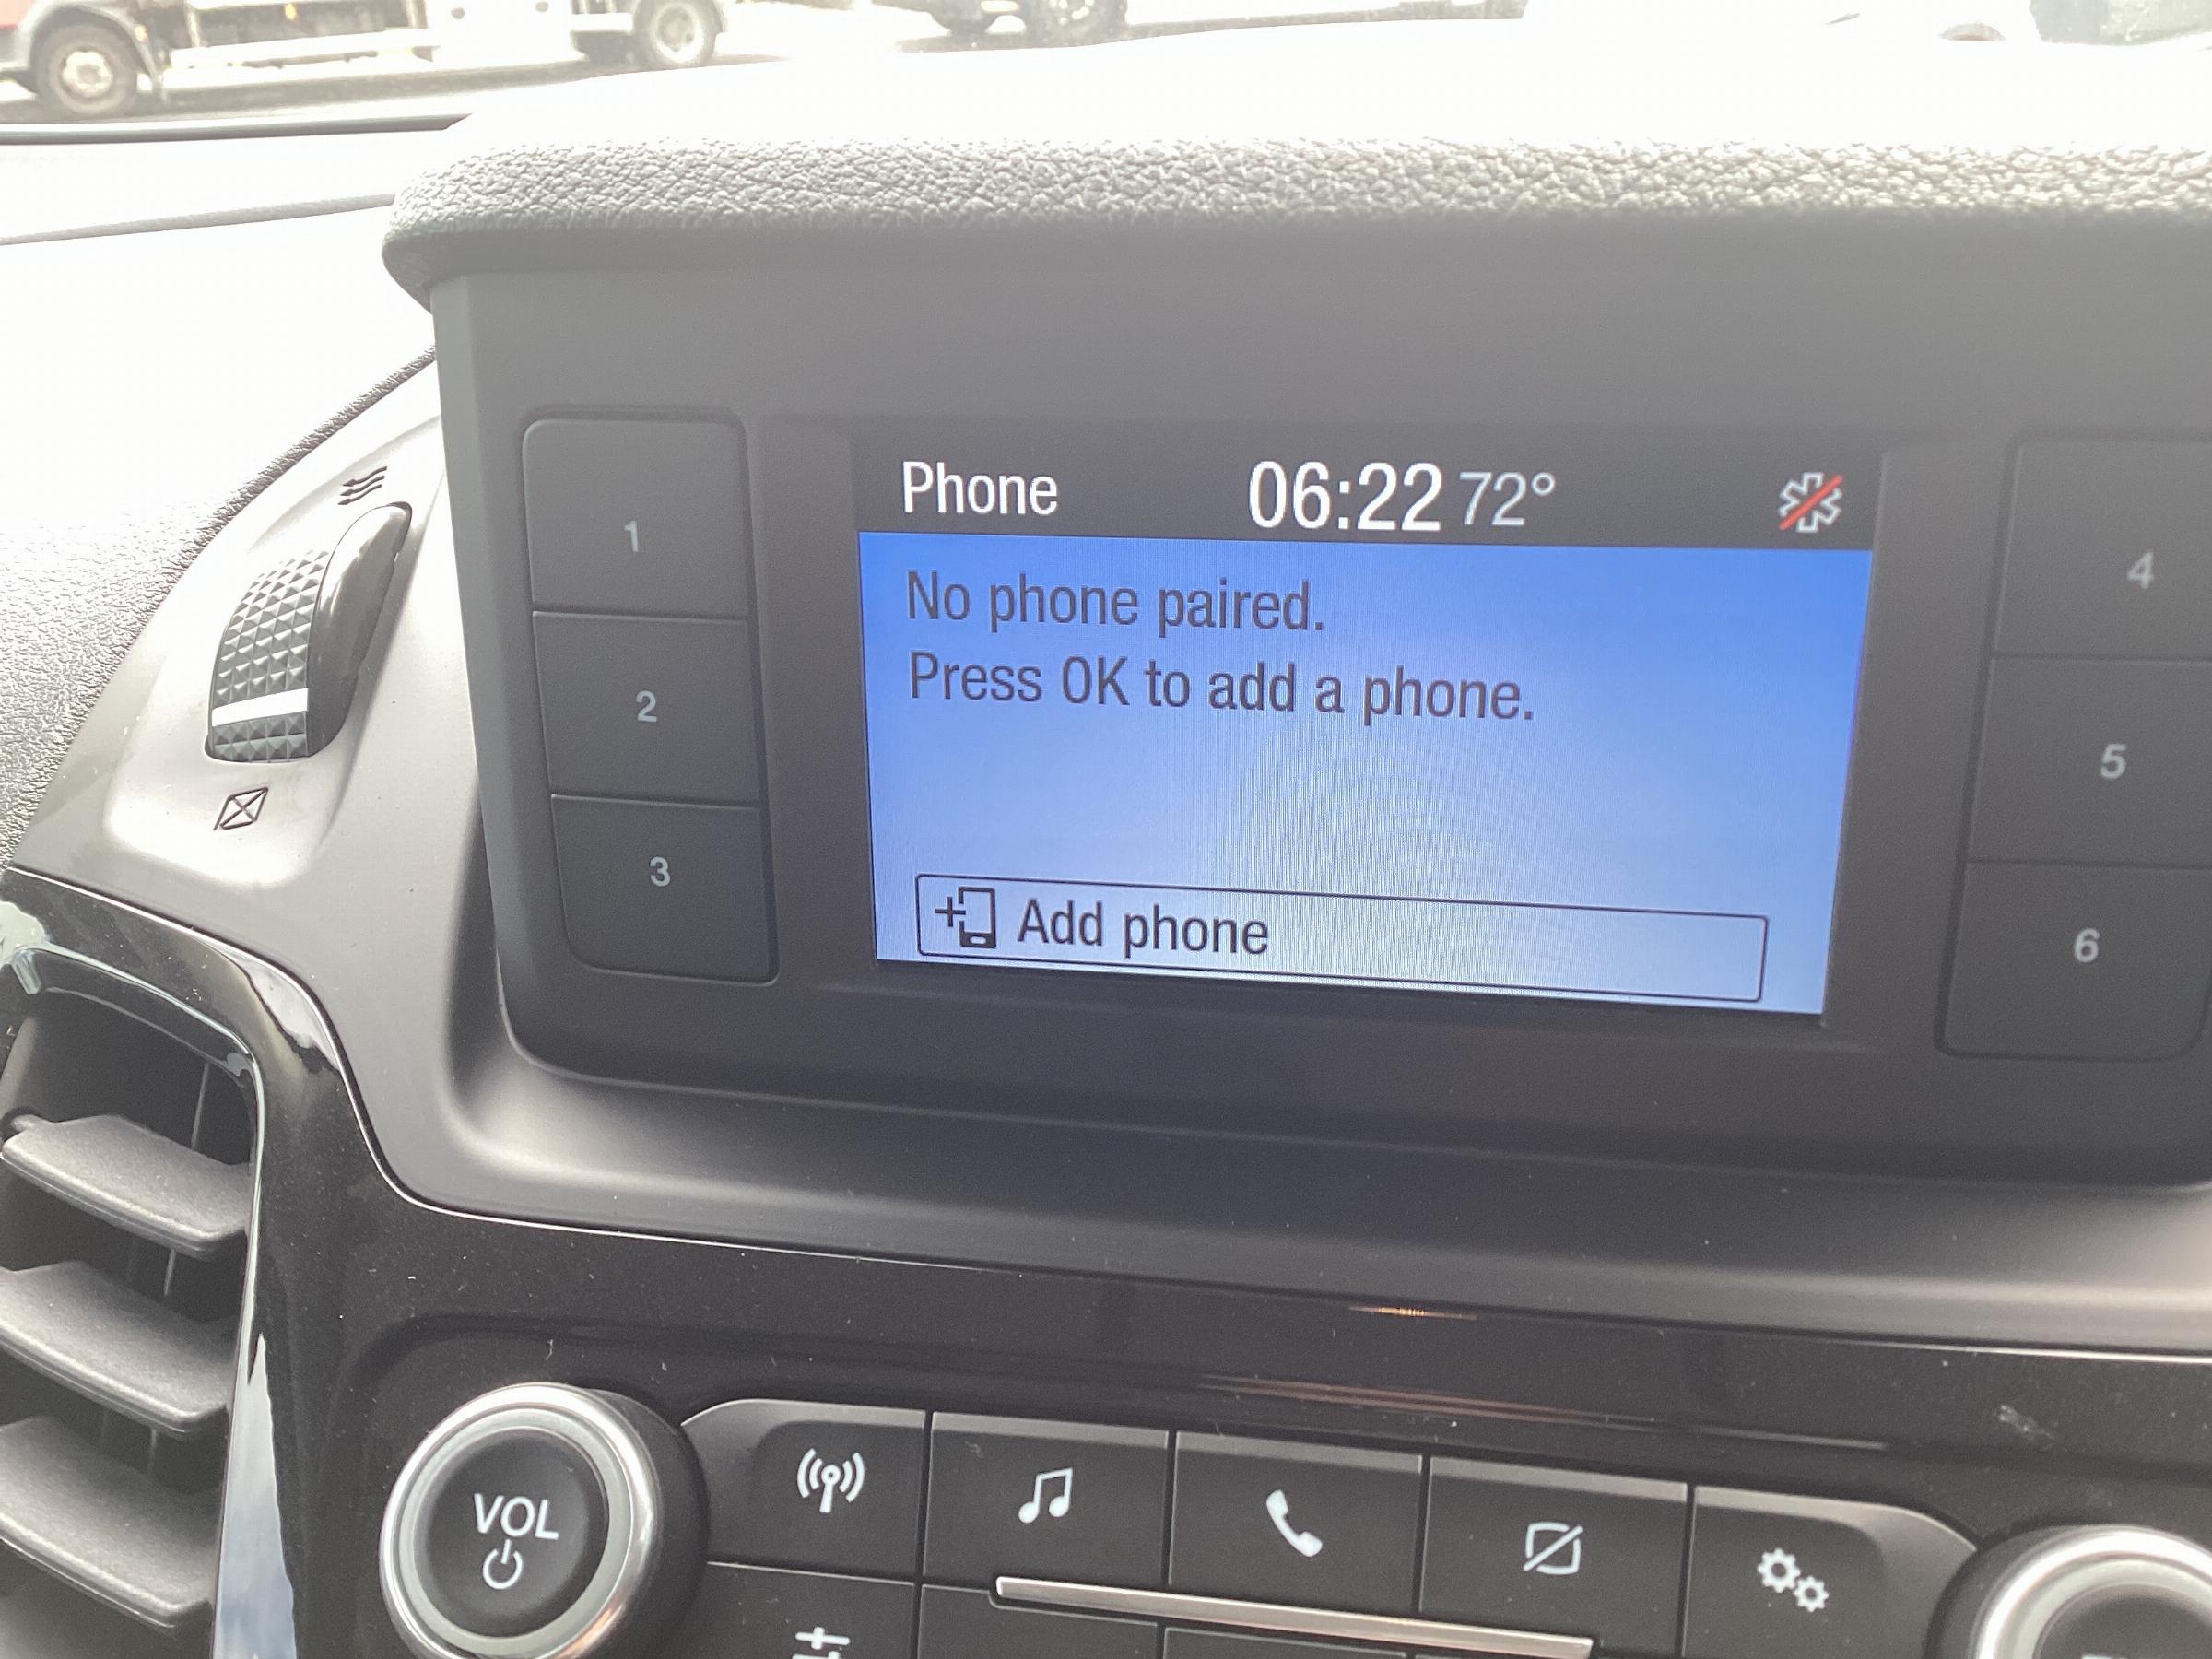 Phone 06:22 72°
No phone paired.
Press OK to add a phone.
Add phone
1
2
3
4
5
6
VOL